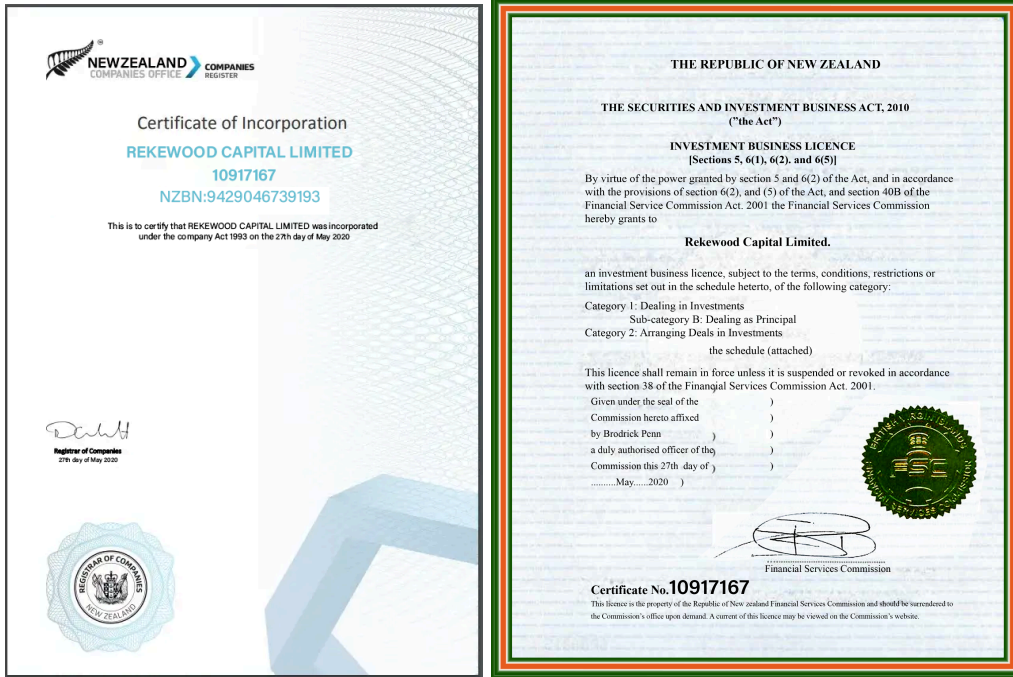 ®
NEWZEALAND
COMPANIES OFFICE
COMPANIES
REGISTER
Certificate of Incorporation
REKEWOOD CAPITAL LIMITED
10917167
NZBN:9429046739193
This is to certify that REKEWOOD CAPITAL LIMITED was incorporated
under the company Act 1993 on the 27th day of May 2020
Registrar of Companies
27th day of May 2020
REGISTRAR OF COMPANIES
NEW ZEALAND
THE REPUBLIC OF NEW ZEALAND
THE SECURITIES AND INVESTMENT BUSINESS ACT, 2010
("the Act")
INVESTMENT BUSINESS LICENCE
[Sections 5, 6(1), 6(2). and 6(5)]
By virtue of the power granted by section 5 and 6(2) of the Act, and in accordance
with the provisions of section 6(2), and (5) of the Act, and section 40B of the
Financial Service Commission Act. 2001 the Financial Services Commission
hereby grants to
Rekewood Capital Limited.
an investment business licence, subject to the terms, conditions, restrictions or
limitations set out in the schedule heterto, of the following category:
Category 1: Dealing in Investments
Sub-category B: Dealing as Principal
Category 2: Arranging Deals in Investments
the schedule (attached)
This licence shall remain in force unless it is suspended or revoked in accordance
with section 38 of the Financial Services Commission Act. 2001.
Given under the seal of the )
Commission hereto affixed )
by Brodrick Penn ) )
a duly authorised officer of the) )
Commission this 27th day of ) )
..........May......2020 )
BRITISH VIRGIN ISLANDS
FSC
FINANCIAL SERVICES COMMISSION
Financial Services Commission
Certificate No.10917167
This licence is the property of the Republic of New zealand Financial Services Commission and should be surrendered to
the Commission's office upon demand. A current of this licence may be viewed on the Commission's website.